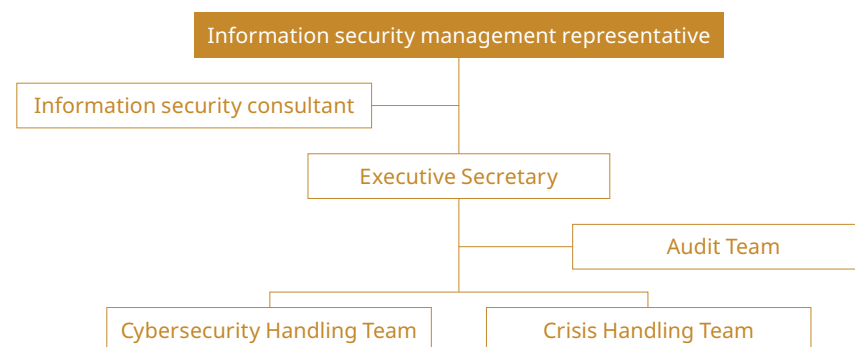 Information security management representative
Information security consultant
Executive Secretary
Audit Team
Cybersecurity Handling Team
Crisis Handling Team